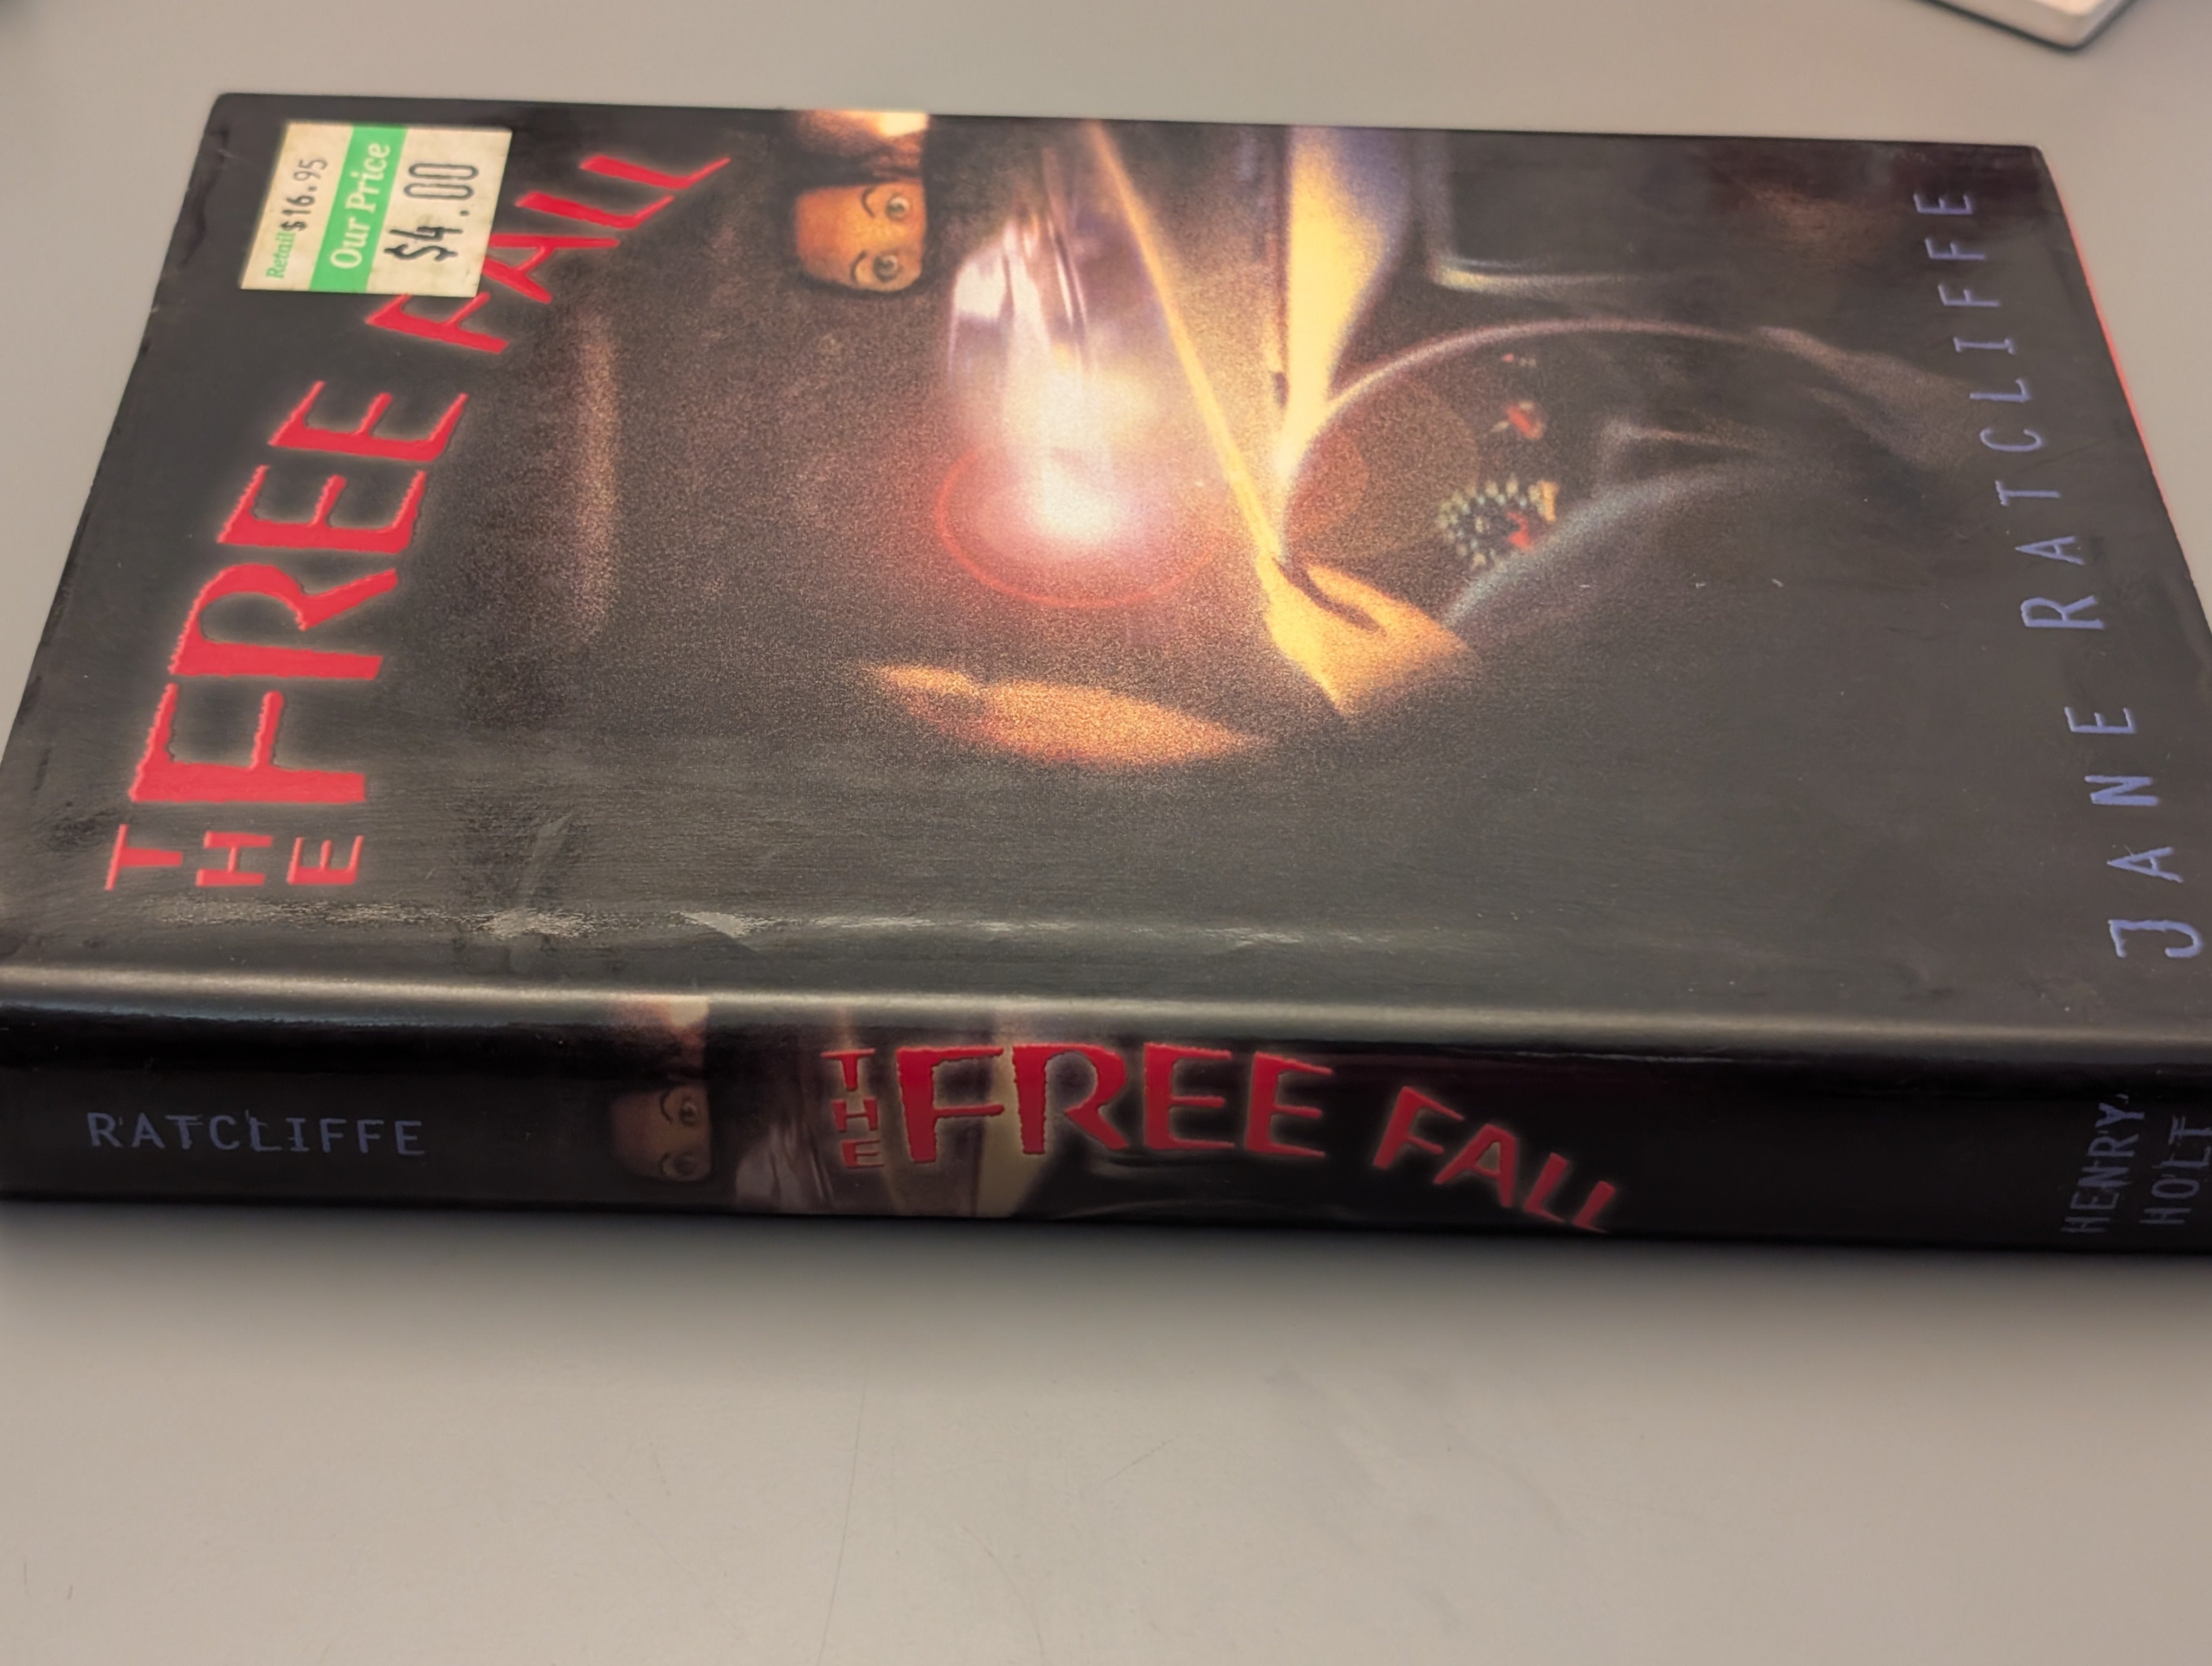 Retail $16.95
Our Price
$4.00
THE FREE FALL
JANE RATCLIFFE
RATCLIFFE
THE FREE FALL
HENRY
HOLT